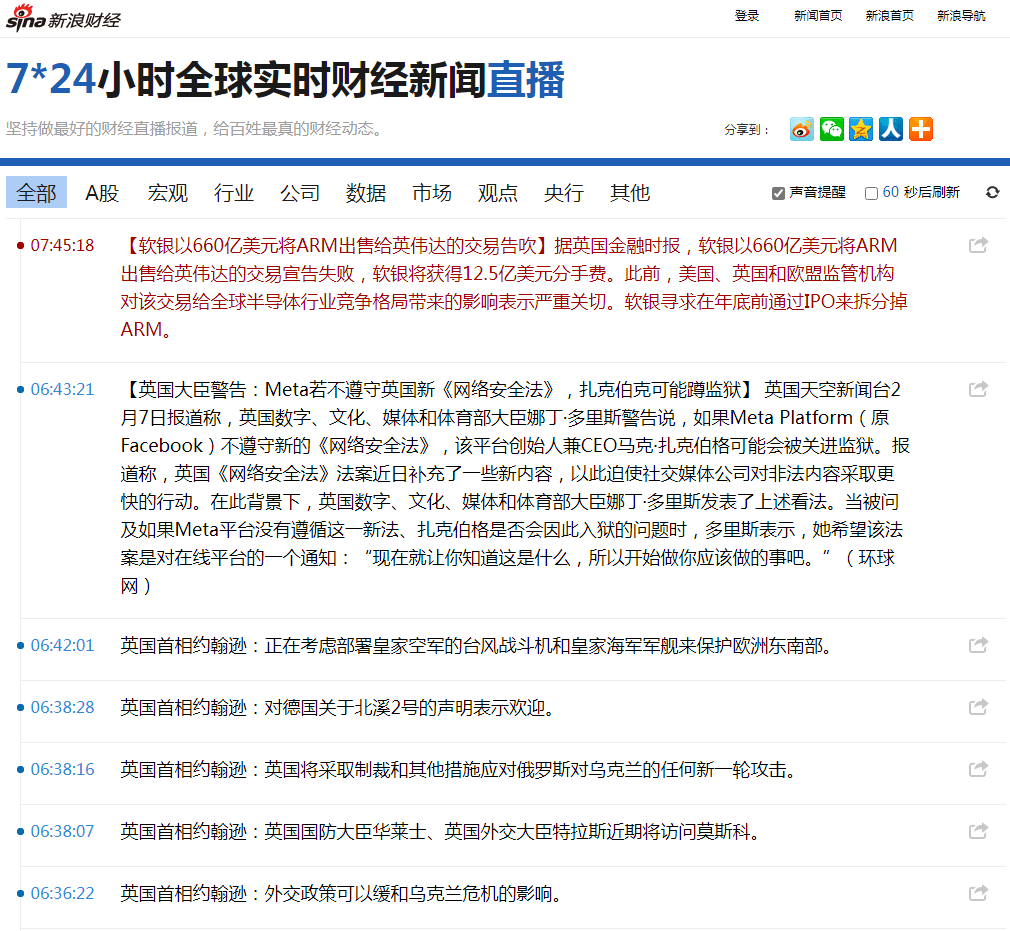 sina新浪财经
登录 新闻首页 新浪首页 新浪导航
7*24小时全球实时财经新闻直播
坚持做最好的财经直播报道，给百姓最真的财经动态。
分享到：
全部 A股 宏观 行业 公司 数据 市场 观点 央行 其他
声音提醒 60 秒后刷新
07:45:18 【软银以660亿美元将ARM出售给英伟达的交易告吹】据英国金融时报，软银以660亿美元将ARM
出售给英伟达的交易宣告失败，软银将获得12.5亿美元分手费。此前，美国、英国和欧盟监管机构
对该交易给全球半导体行业竞争格局带来的影响表示严重关切。软银寻求在年底前通过IPO来拆分掉
ARM。
06:43:21 【英国大臣警告：Meta若不遵守英国新《网络安全法》，扎克伯克可能蹲监狱】 英国天空新闻台2
月7日报道称，英国数字、文化、媒体和体育部大臣娜丁·多里斯警告说，如果Meta Platform（原
Facebook）不遵守新的《网络安全法》，该平台创始人兼CEO马克·扎克伯格可能会被关进监狱。报
道称，英国《网络安全法》法案近日补充了一些新内容，以此迫使社交媒体公司对非法内容采取更
快的行动。在此背景下，英国数字、文化、媒体和体育部大臣娜丁·多里斯发表了上述看法。当被问
及如果Meta平台没有遵循这一新法、扎克伯格是否会因此入狱的问题时，多里斯表示，她希望该法
案是对在线平台的一个通知：“现在就让你知道这是什么，所以开始做你应该做的事吧。”（环球
网）
06:42:01 英国首相约翰逊：正在考虑部署皇家空军的台风战斗机和皇家海军军舰来保护欧洲东南部。
06:38:28 英国首相约翰逊：对德国关于北溪2号的声明表示欢迎。
06:38:16 英国首相约翰逊：英国将采取制裁和其他措施应对俄罗斯对乌克兰的任何新一轮攻击。
06:38:07 英国首相约翰逊：英国国防大臣华莱士、英国外交大臣特拉斯近期将访问莫斯科。
06:36:22 英国首相约翰逊：外交政策可以缓和乌克兰危机的影响。